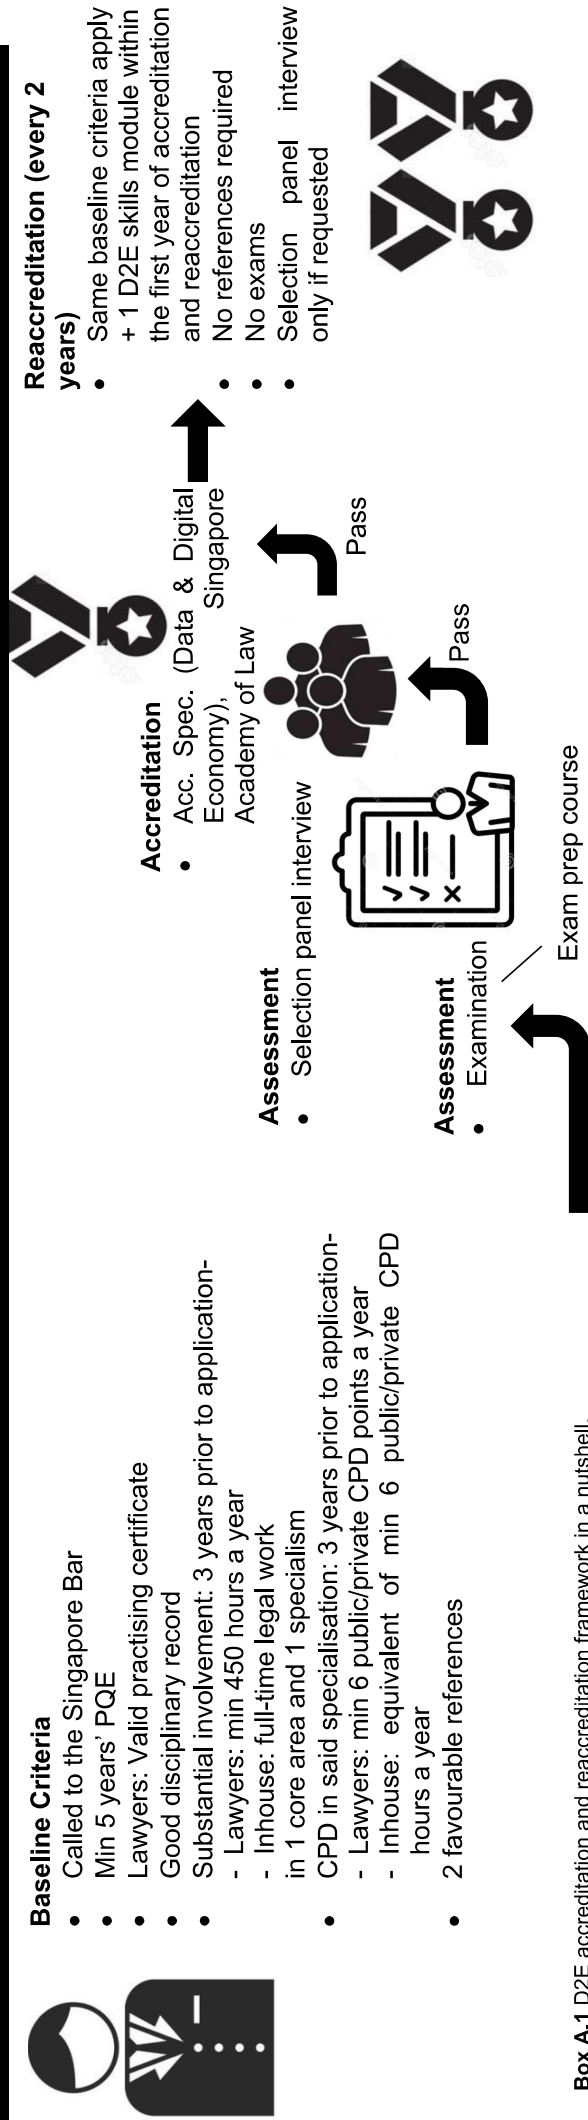 Baseline Criteria
• Called to the Singapore Bar
• Min 5 years’ PQE
• Lawyers: Valid practising certificate
• Good disciplinary record
• Substantial involvement: 3 years prior to application-
- Lawyers: min 450 hours a year
- Inhouse: full-time legal work
in 1 core area and 1 specialism
• CPD in said specialisation: 3 years prior to application-
- Lawyers: min 6 public/private CPD points a year
- Inhouse: equivalent of min 6 public/private CPD
hours a year
• 2 favourable references
Assessment
• Examination
Exam prep course
Pass
Assessment
• Selection panel interview
Pass
Accreditation
• Acc. Spec. (Data & Digital
Economy), Singapore
Academy of Law
Reaccreditation (every 2
years)
• Same baseline criteria apply
+ 1 D2E skills module within
the first year of accreditation
and reaccreditation
• No references required
• No exams
• Selection panel interview
only if requested
Box A.1 D2E accreditation and reaccreditation framework in a nutshell.